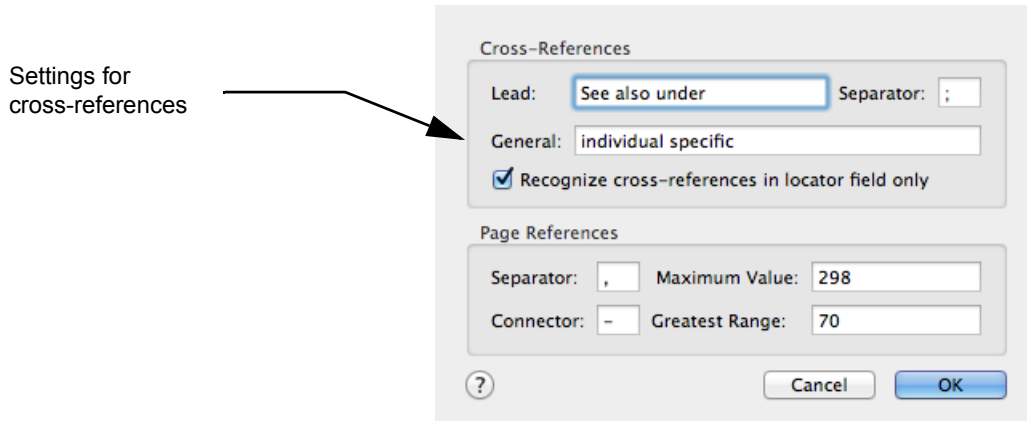 Settings for
cross-references
Cross–References
Lead: See also under Separator: ;
General: individual specific
Recognize cross–references in locator field only
Page References
Separator: , Maximum Value: 298
Connector: – Greatest Range: 70
? Cancel OK